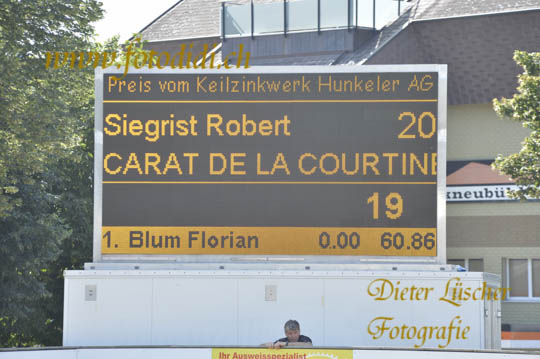 www.fotodidi.ch
Preis vom Keilzinkwerk Hunkeler AG
Siegrist Robert 20
CARAT DE LA COURTINE
19
1. Blum Florian 0.00 60.86
kneubü
Dieter Lüscher
Fotografie
Ihr Ausweisspezialist